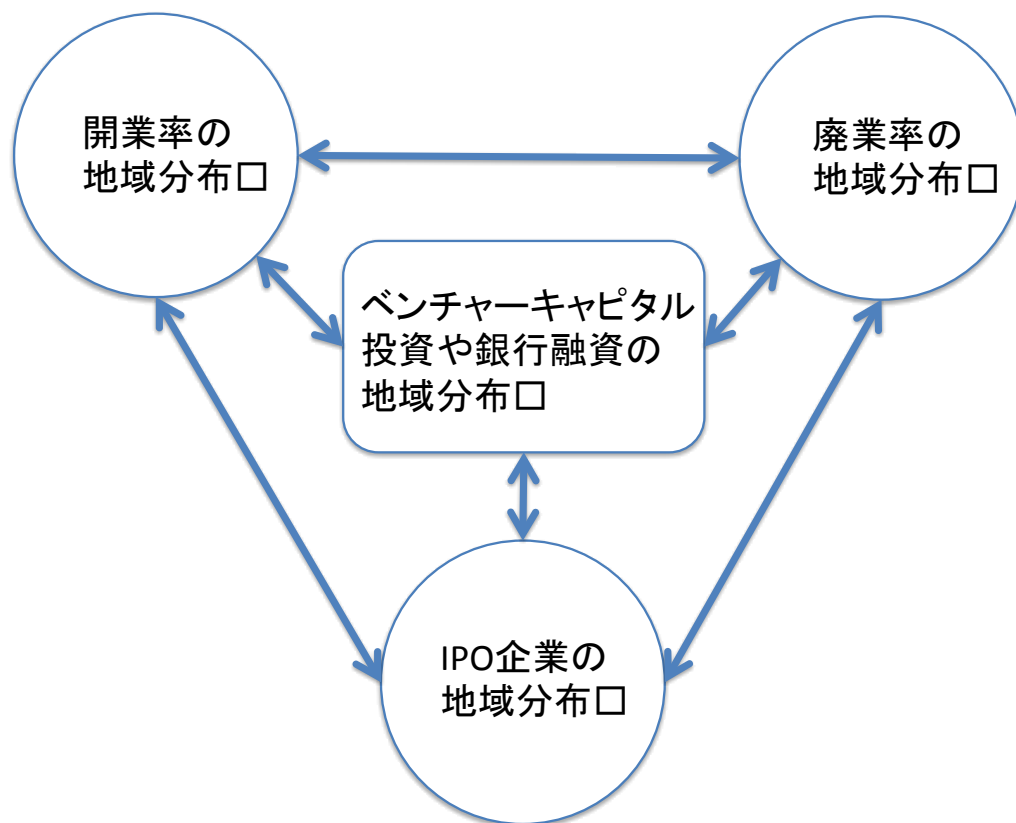 開業率の
地域分布□
廃業率の
地域分布□
ベンチャーキャピタル
投資や銀行融資の
地域分布□
IPO企業の
地域分布□